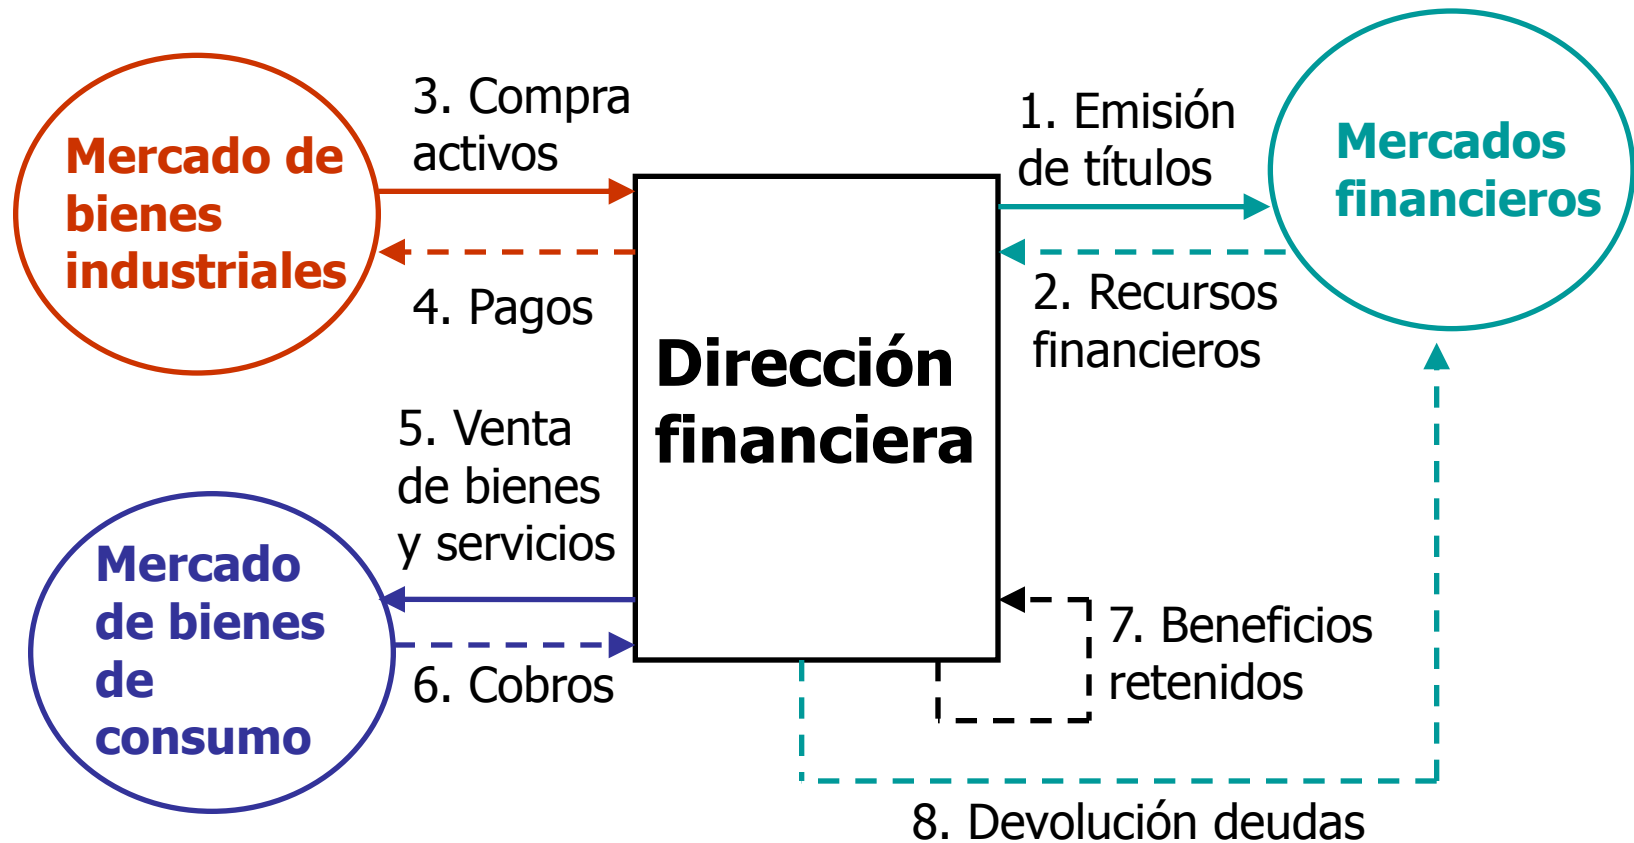 Mercado de
bienes
industriales
3. Compra
activos
4. Pagos
5. Venta
de bienes
y servicios
6. Cobros
Mercado
de bienes
de
consumo
Dirección
financiera
1. Emisión
de títulos
2. Recursos
financieros
Mercados
financieros
7. Beneficios
retenidos
8. Devolución deudas